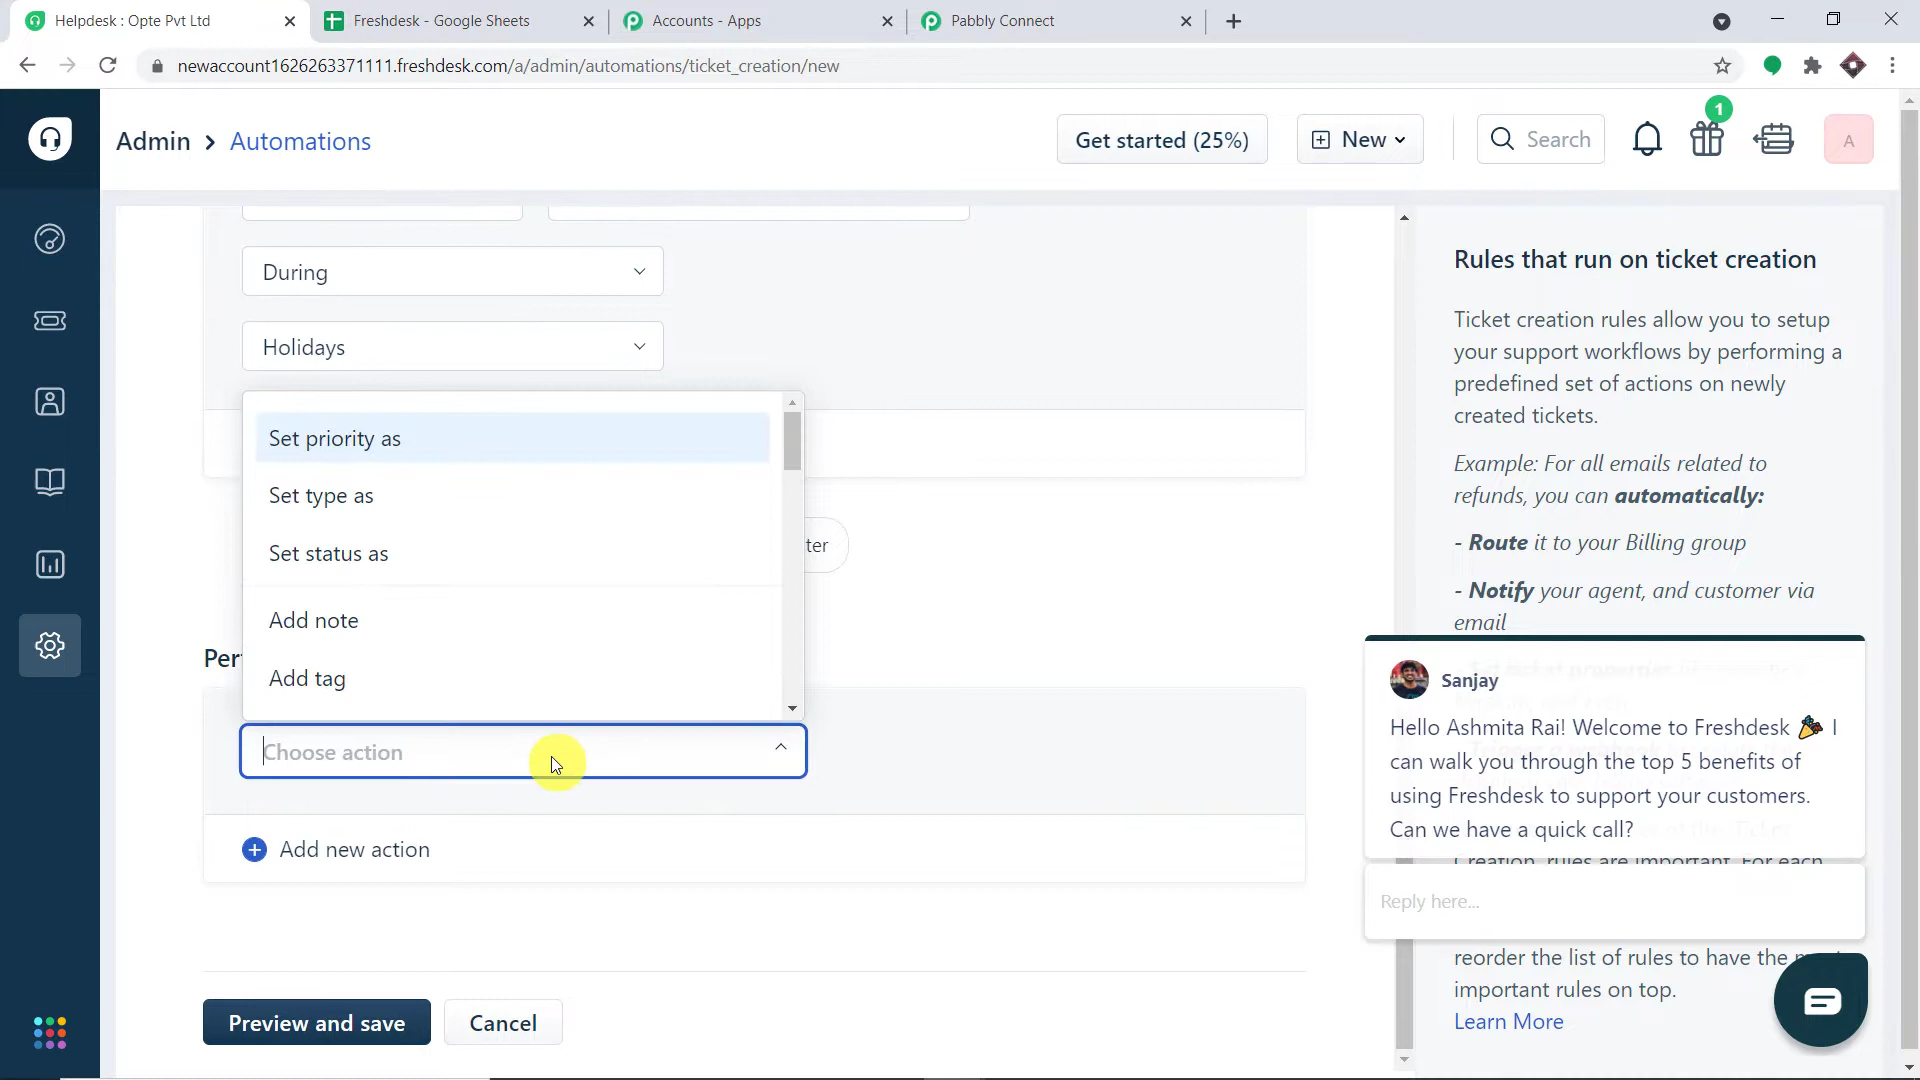 Helpdesk : Opte Pvt Ltd
Freshdesk - Google Sheets
Accounts - Apps
Pabbly Connect
newaccount1626263371111.freshdesk.com/a/admin/automations/ticket_creation/new
Admin > Automations
Get started (25%)
New
Search
1
A
During
Holidays
Set priority as
Set type as
Set status as
Add note
Add tag
ter
Per
Choose action
Add new action
Preview and save
Cancel
Rules that run on ticket creation
Ticket creation rules allow you to setup
your support workflows by performing a
predefined set of actions on newly
created tickets.
Example: For all emails related to
refunds, you can automatically:
- Route it to your Billing group
- Notify your agent, and customer via
email
Sanjay
Hello Ashmita Rai! Welcome to Freshdesk 🎉 I
can walk you through the top 5 benefits of
using Freshdesk to support your customers.
Can we have a quick call?
Creation, rules are important. For each
Reply here...
reorder the list of rules to have the
important rules on top.
Learn More